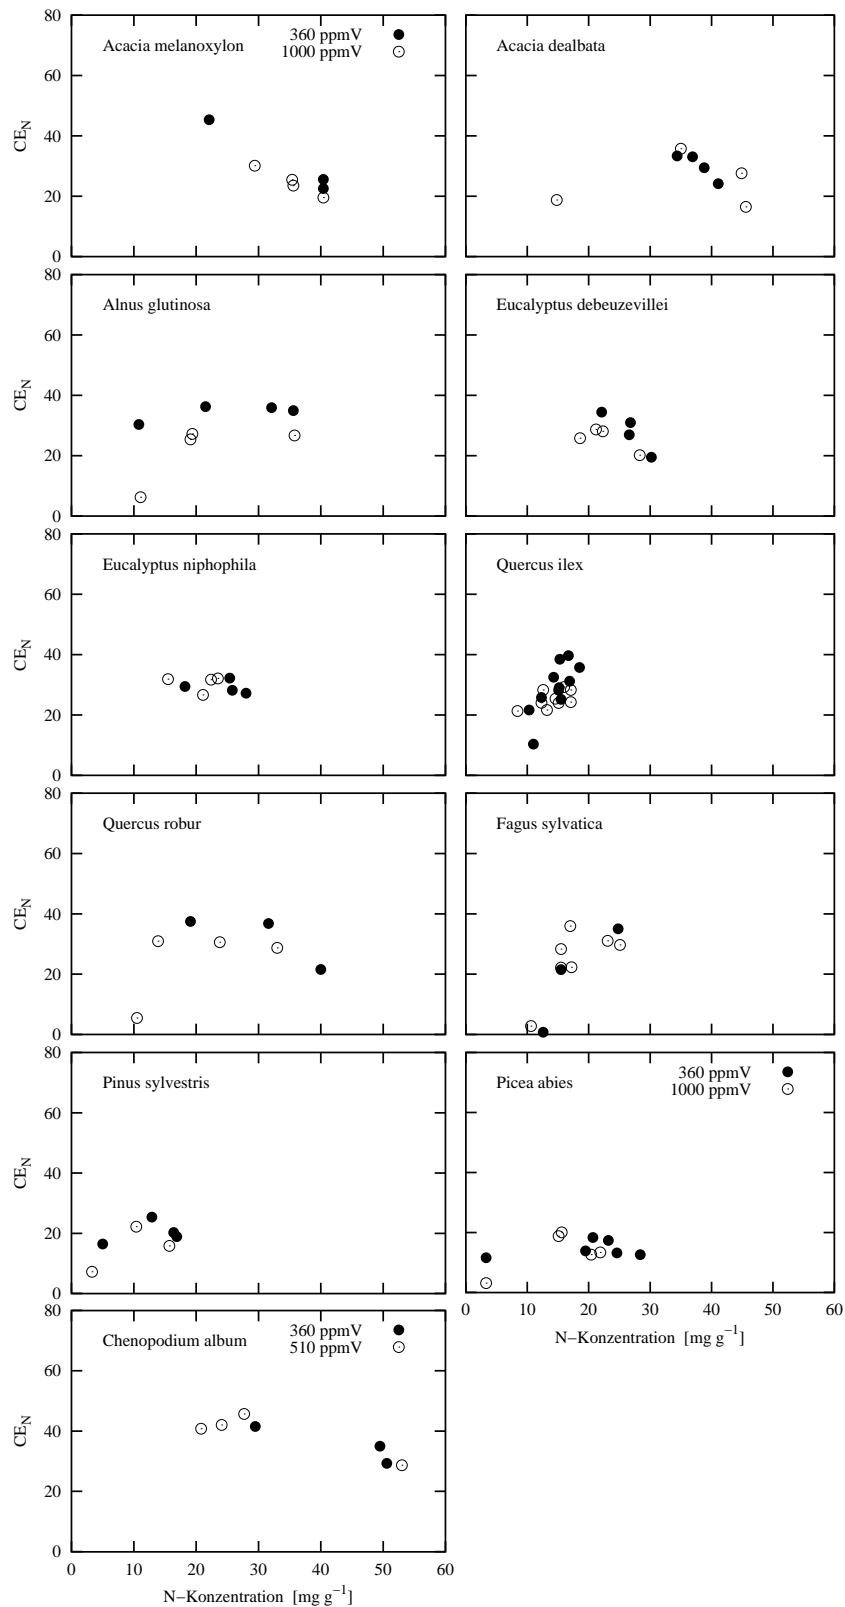 80
60
40
20
0
CE_N
Acacia melanoxylon
360 ppmV
1000 ppmV
Acacia dealbata
80
60
40
20
0
CE_N
Alnus glutinosa
Eucalyptus debeuzevillei
80
60
40
20
0
CE_N
Eucalyptus niphophila
Quercus ilex
80
60
40
20
0
CE_N
Quercus robur
Fagus sylvatica
80
60
40
20
0
CE_N
Pinus sylvestris
Picea abies
360 ppmV
1000 ppmV
0 10 20 30 40 50 60
N−Konzentration [mg g⁻¹]
80
60
40
20
0
CE_N
Chenopodium album
360 ppmV
510 ppmV
0 10 20 30 40 50 60
N−Konzentration [mg g⁻¹]